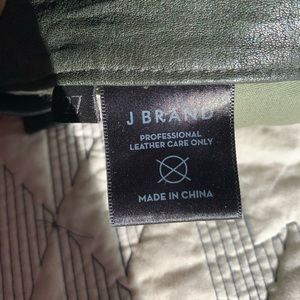 J BRAND
PROFESSIONAL
LEATHER CARE ONLY
MADE IN CHINA